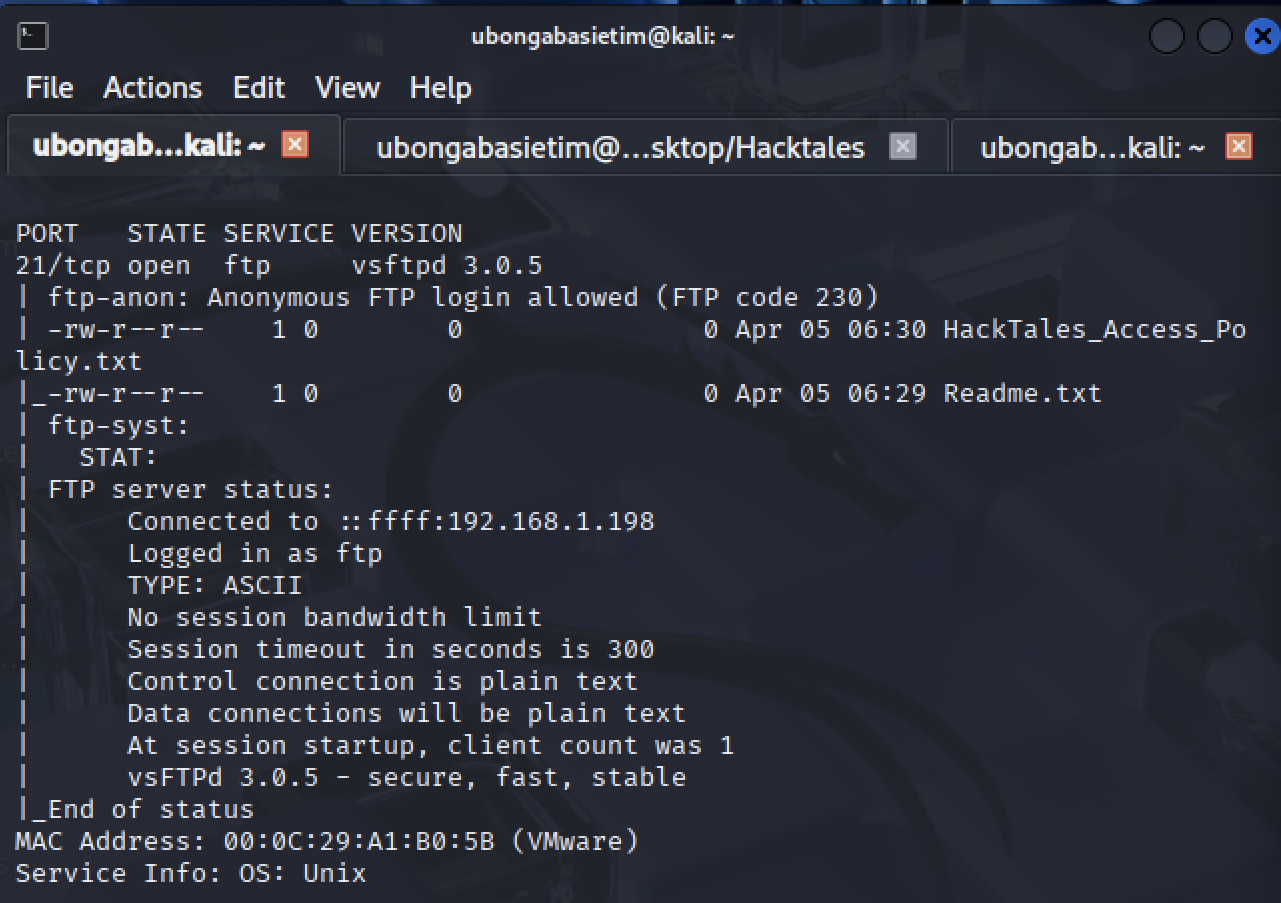 ubongabasietim@kali: ~
File Actions Edit View Help
ubongab...kali: ~ ubongabasietim@...sktop/Hacktales ubongab...kali: ~
PORT   STATE SERVICE VERSION
21/tcp open  ftp     vsftpd 3.0.5
| ftp-anon: Anonymous FTP login allowed (FTP code 230)
| -rw-r--r--    1 0        0               0 Apr 05 06:30 HackTales_Access_Po
licy.txt
|_-rw-r--r--    1 0        0               0 Apr 05 06:29 Readme.txt
| ftp-syst:
|   STAT:
| FTP server status:
|      Connected to ::ffff:192.168.1.198
|      Logged in as ftp
|      TYPE: ASCII
|      No session bandwidth limit
|      Session timeout in seconds is 300
|      Control connection is plain text
|      Data connections will be plain text
|      At session startup, client count was 1
|      vsFTPd 3.0.5 - secure, fast, stable
|_End of status
MAC Address: 00:0C:29:A1:B0:5B (VMware)
Service Info: OS: Unix